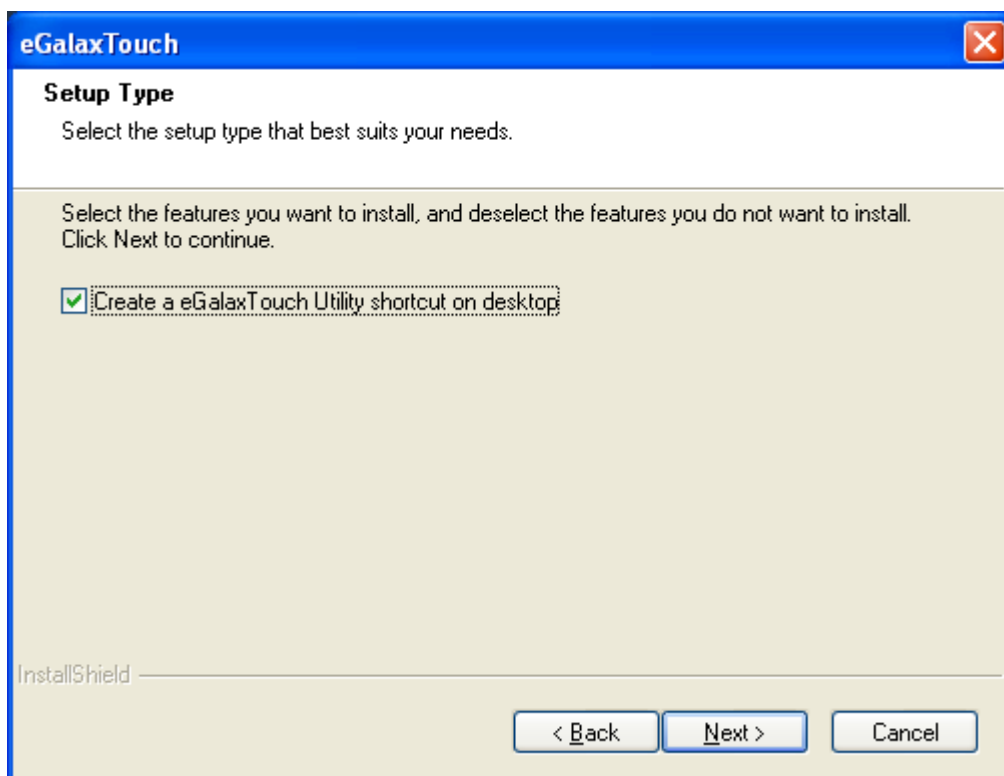 eGalaxTouch
Setup Type
Select the setup type that best suits your needs.
Select the features you want to install, and deselect the features you do not want to install.
Click Next to continue.
Create a eGalaxTouch Utility shortcut on desktop
InstallShield
< Back
Next >
Cancel